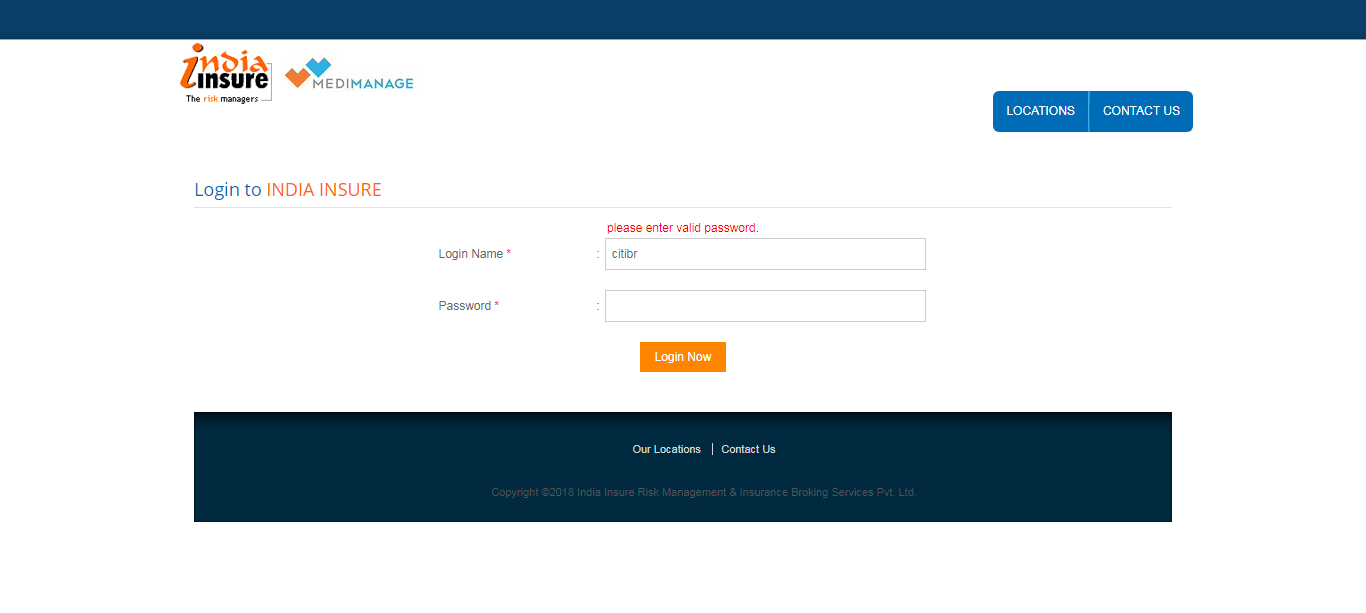 india
insure
The risk managers
MEDIMANAGE
LOCATIONS
CONTACT US
Login to INDIA INSURE
please enter valid password.
Login Name * : citibr
Password * :
Login Now
Our Locations | Contact Us
Copyright ©2018 India Insure Risk Management & Insurance Broking Services Pvt. Ltd.